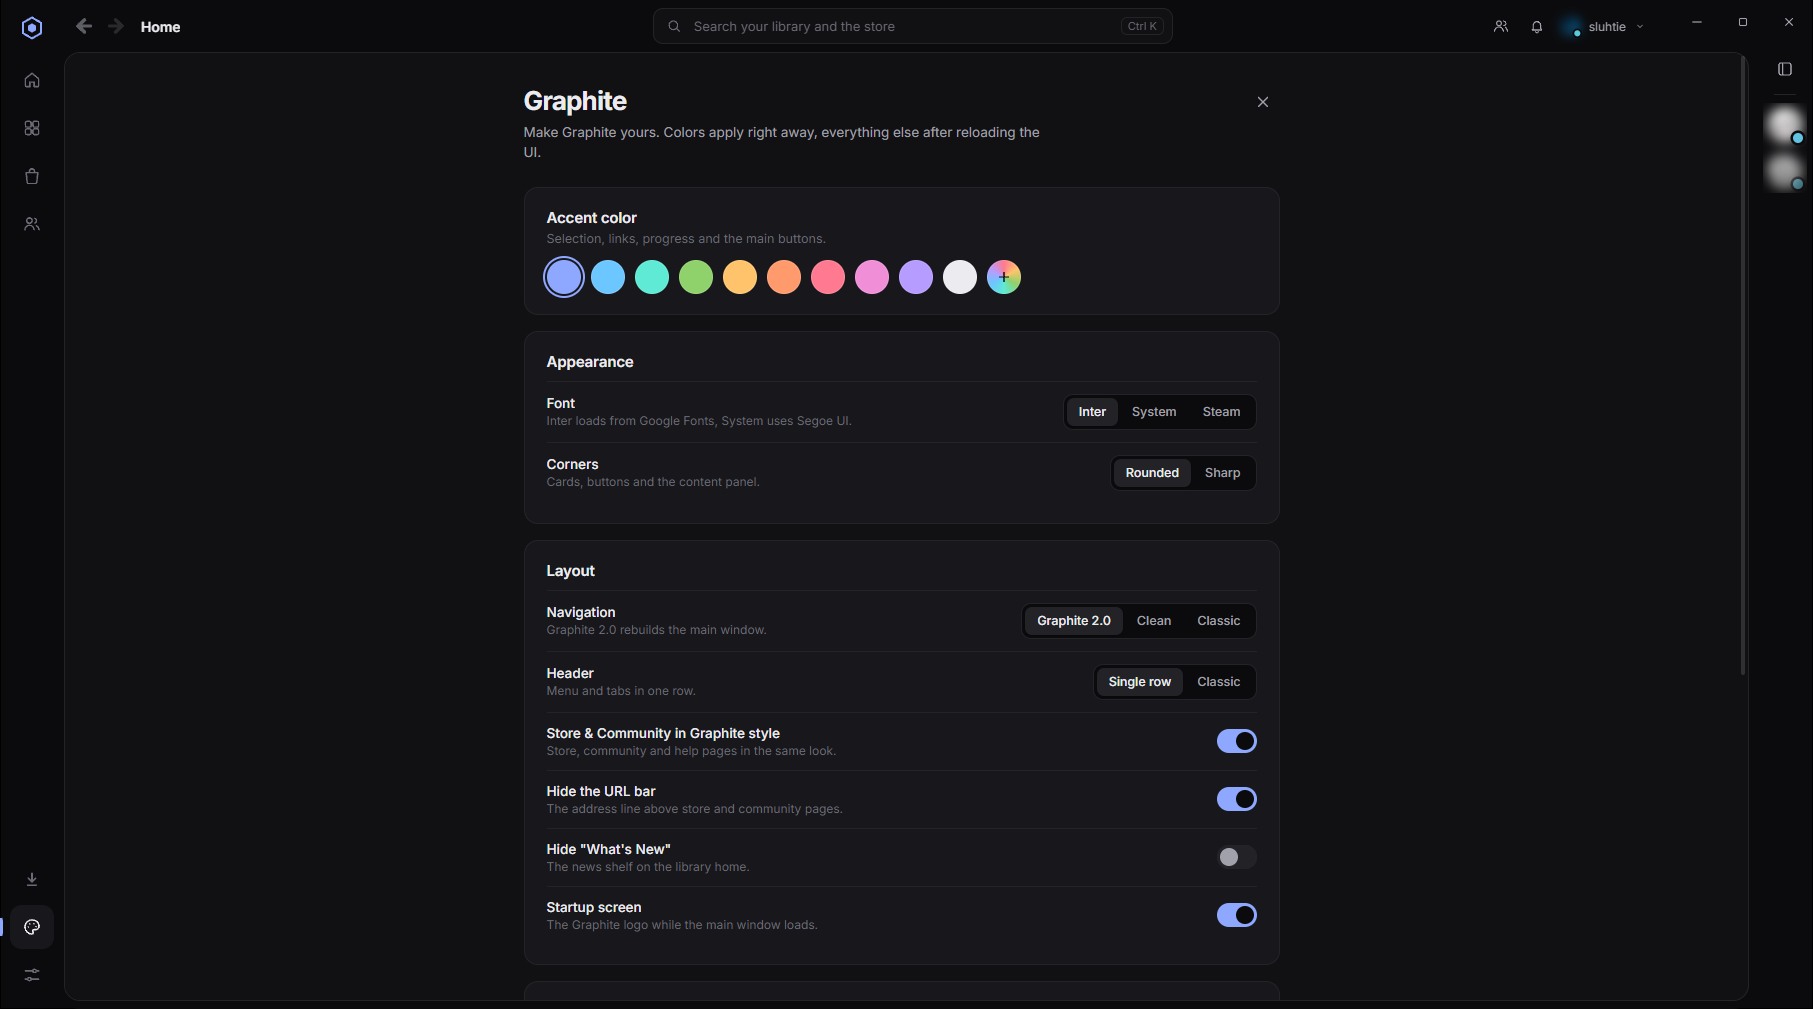 Home
Search your library and the store
Ctrl K
sluhtie
Graphite
Make Graphite yours. Colors apply right away, everything else after reloading the
UI.
Accent color
Selection, links, progress and the main buttons.
Appearance
Font
Inter loads from Google Fonts, System uses Segoe UI.
Inter System Steam
Corners
Cards, buttons and the content panel.
Rounded Sharp
Layout
Navigation
Graphite 2.0 rebuilds the main window.
Graphite 2.0 Clean Classic
Header
Menu and tabs in one row.
Single row Classic
Store & Community in Graphite style
Store, community and help pages in the same look.
Hide the URL bar
The address line above store and community pages.
Hide "What's New"
The news shelf on the library home.
Startup screen
The Graphite logo while the main window loads.